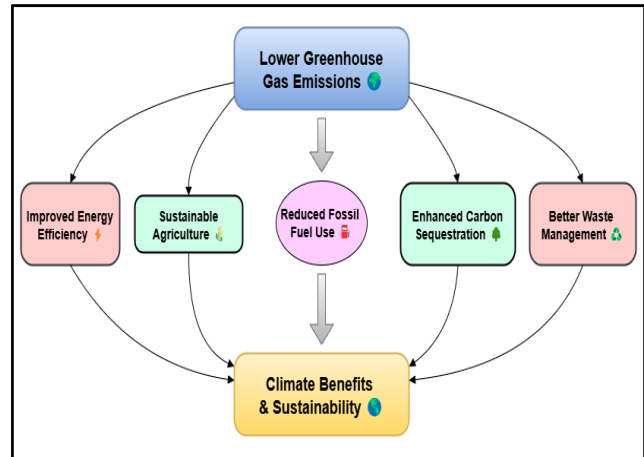 Lower Greenhouse
Gas Emissions 🌍
Improved Energy
Efficiency ⚡
Sustainable
Agriculture 🌾
Reduced Fossil
Fuel Use ⛽
Enhanced Carbon
Sequestration 🌳
Better Waste
Management ♻️
Climate Benefits
& Sustainability 🌎